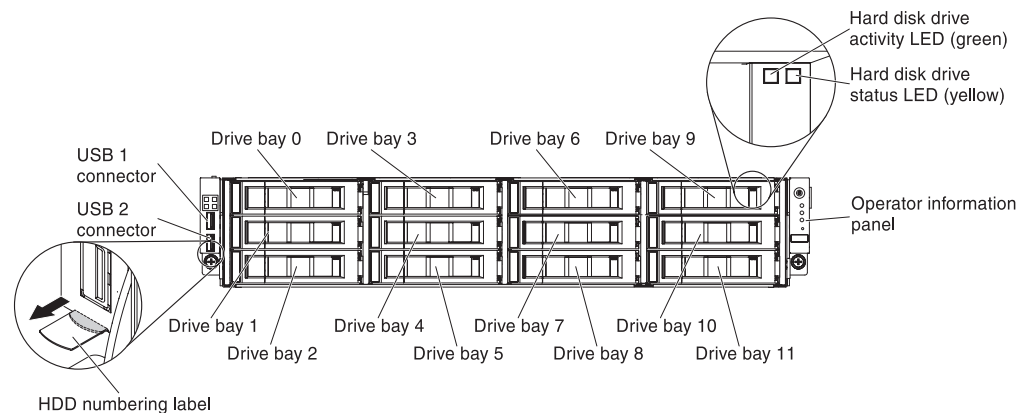 Hard disk drive
activity LED (green)
Hard disk drive
status LED (yellow)
Drive bay 0
Drive bay 3
Drive bay 6
Drive bay 9
USB 1
connector
USB 2
connector
Operator information
panel
Drive bay 1
Drive bay 4
Drive bay 7
Drive bay 10
Drive bay 2
Drive bay 5
Drive bay 8
Drive bay 11
HDD numbering label